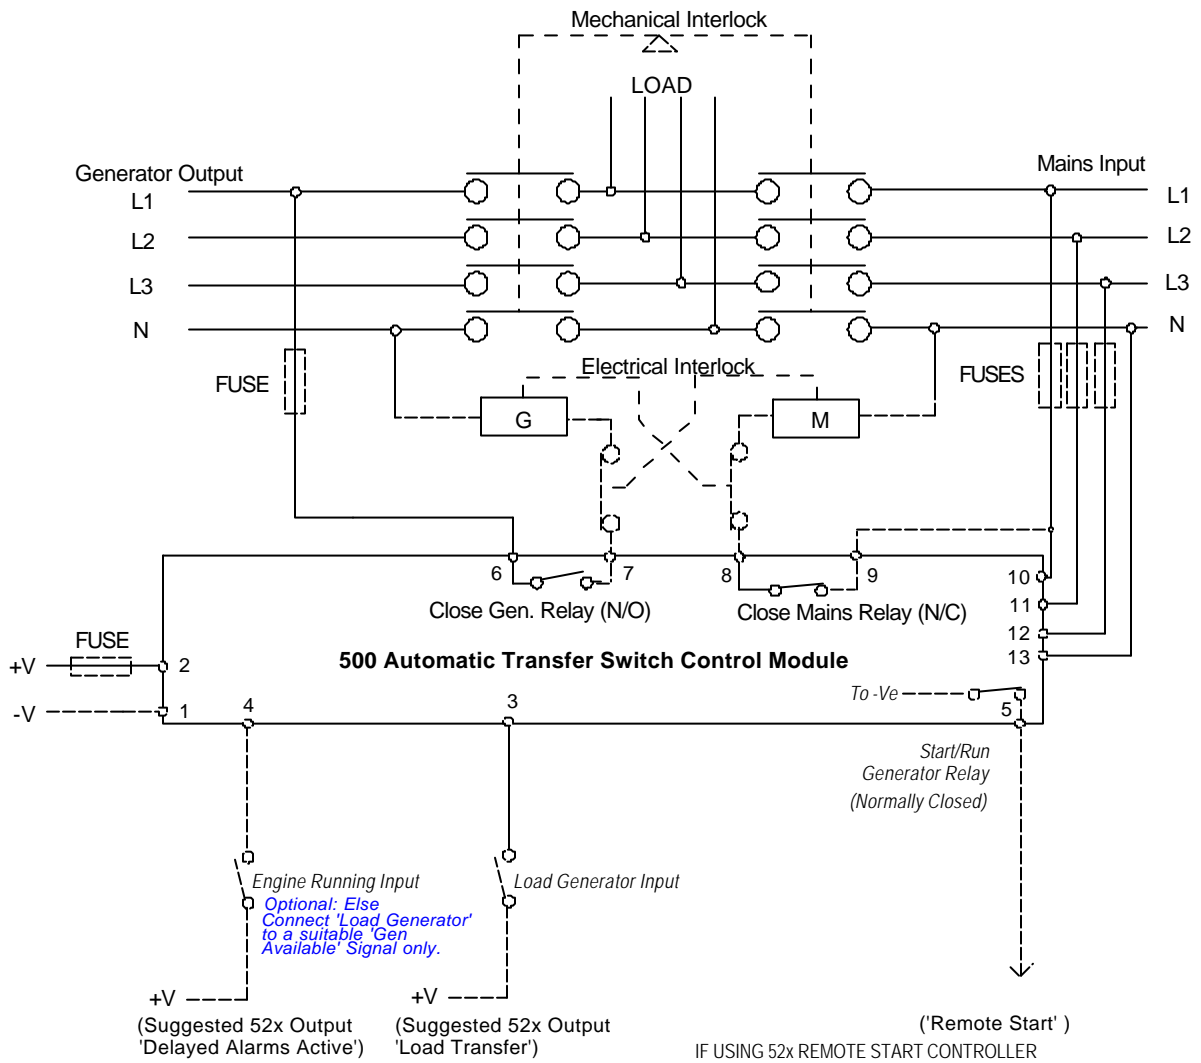 Mechanical Interlock
LOAD
Generator Output
Mains Input
L1
L1
L2
L2
L3
L3
N
N
Electrical Interlock
FUSE
FUSES
G
M
6
7
8
9
10
Close Gen. Relay (N/O)
Close Mains Relay (N/C)
11
12
13
FUSE
+V
2
500 Automatic Transfer Switch Control Module
To -Ve
-V
1
4
3
5
Start/Run
Generator Relay
(Normally Closed)
Engine Running Input
Load Generator Input
Optional: Else
Connect 'Load Generator'
to a suitable 'Gen
Available' Signal only.
+V
+V
(Suggested 52x Output
'Delayed Alarms Active')
(Suggested 52x Output
'Load Transfer')
('Remote Start' )
IF USING 52x REMOTE START CONTROLLER